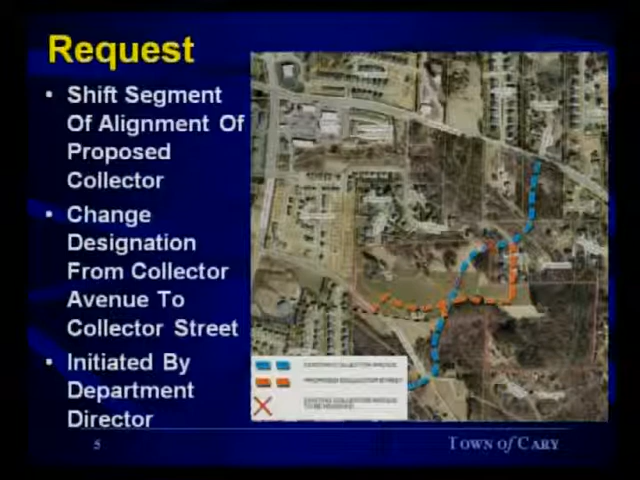 Request
• Shift Segment
Of Alignment Of
Proposed
Collector
• Change
Designation
From Collector
Avenue To
Collector Street
• Initiated By
Department
Director
5
TOWN of CARY